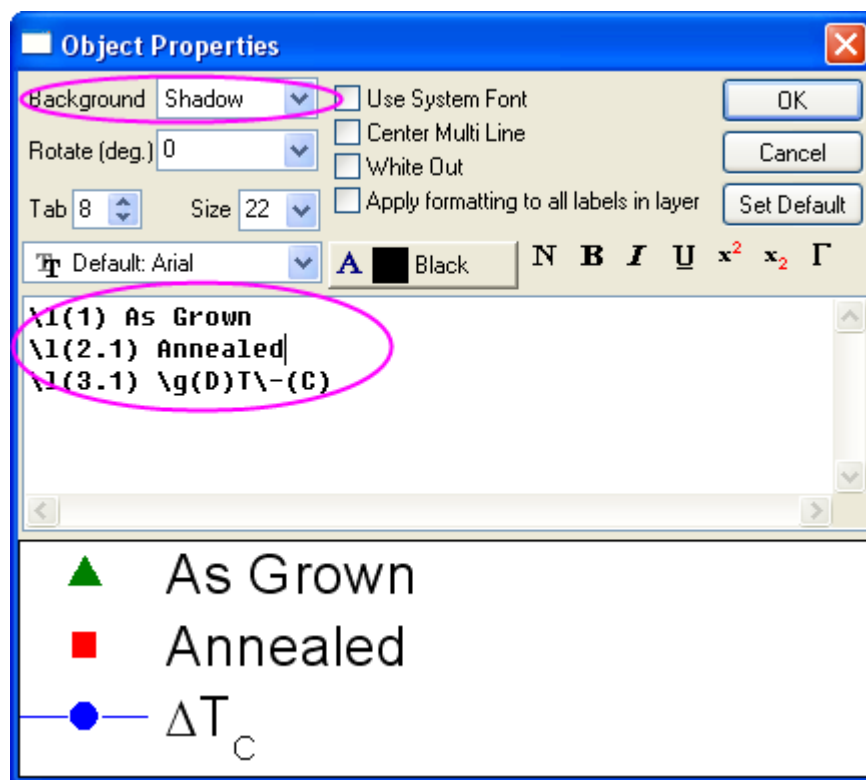 Object Properties
Background Shadow Use System Font OK
Center Multi Line
Rotate (deg.) 0 White Out Cancel
Tab 8 Size 22 Apply formatting to all labels in layer Set Default
Default: Arial A Black N B I U x² x₂ Γ
\l(1) As Grown
\l(2.1) Annealed
\l(3.1) \g(D)T\-(C)
As Grown
Annealed
ΔT_C